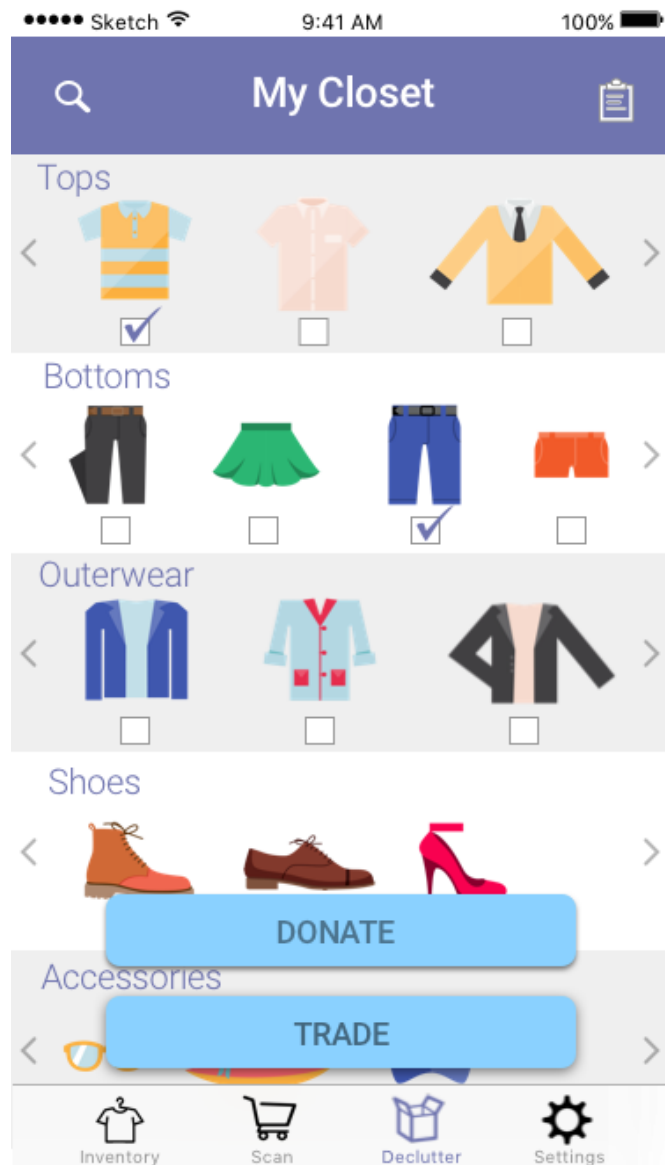 Sketch 9:41 AM 100%
My Closet
Tops
Bottoms
Outerwear
Shoes
DONATE
Accessories
TRADE
Inventory Scan Declutter Settings